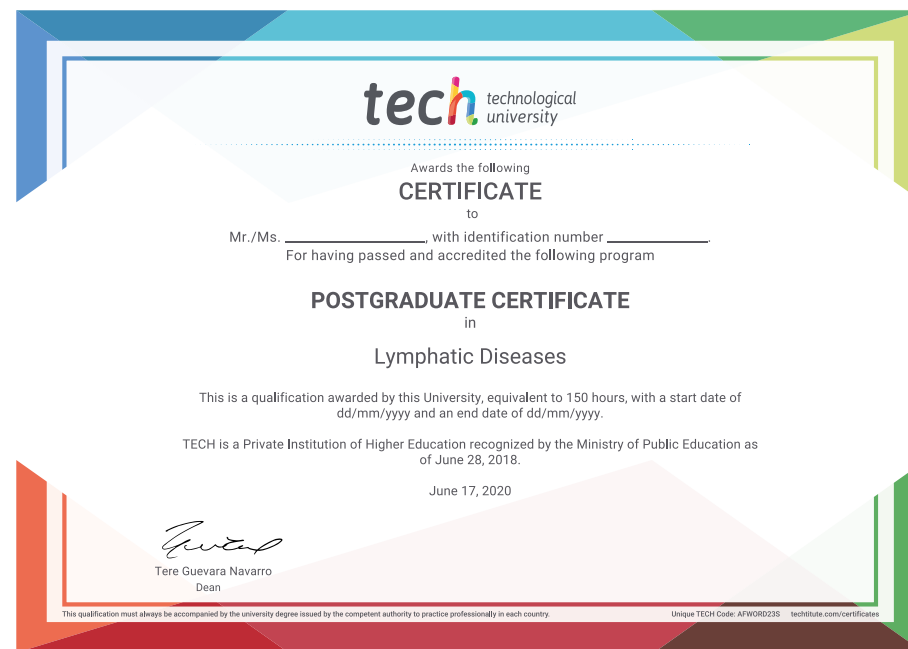 tech technological
university
Awards the following
CERTIFICATE
to
Mr./Ms. ____________________, with identification number __________________.
For having passed and accredited the following program
POSTGRADUATE CERTIFICATE
in
Lymphatic Diseases
This is a qualification awarded by this University, equivalent to 150 hours, with a start date of
dd/mm/yyyy and an end date of dd/mm/yyyy.
TECH is a Private Institution of Higher Education recognized by the Ministry of Public Education as
of June 28, 2018.
June 17, 2020
Tere Guevara Navarro
Dean
This qualification must always be accompanied by the university degree issued by the competent authority to practice professionally in each country. Unique TECH Code: AFWORD23S techtitute.com/certificates